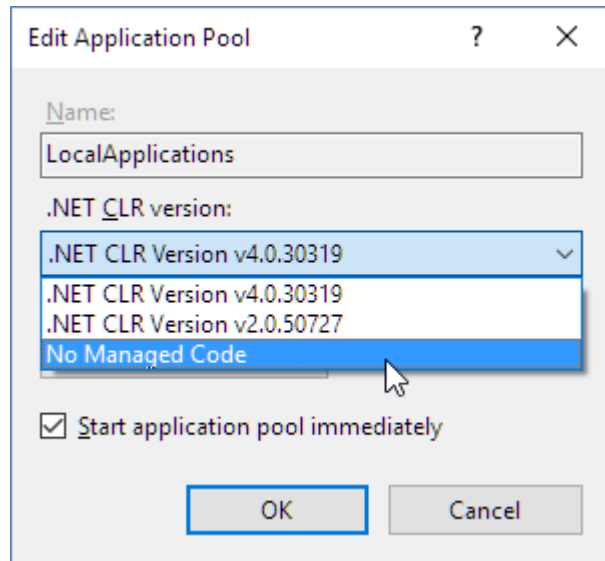 Edit Application Pool ? ×
Name:
LocalApplications
.NET CLR version:
.NET CLR Version v4.0.30319
.NET CLR Version v4.0.30319
.NET CLR Version v2.0.50727
No Managed Code
Start application pool immediately
OK Cancel